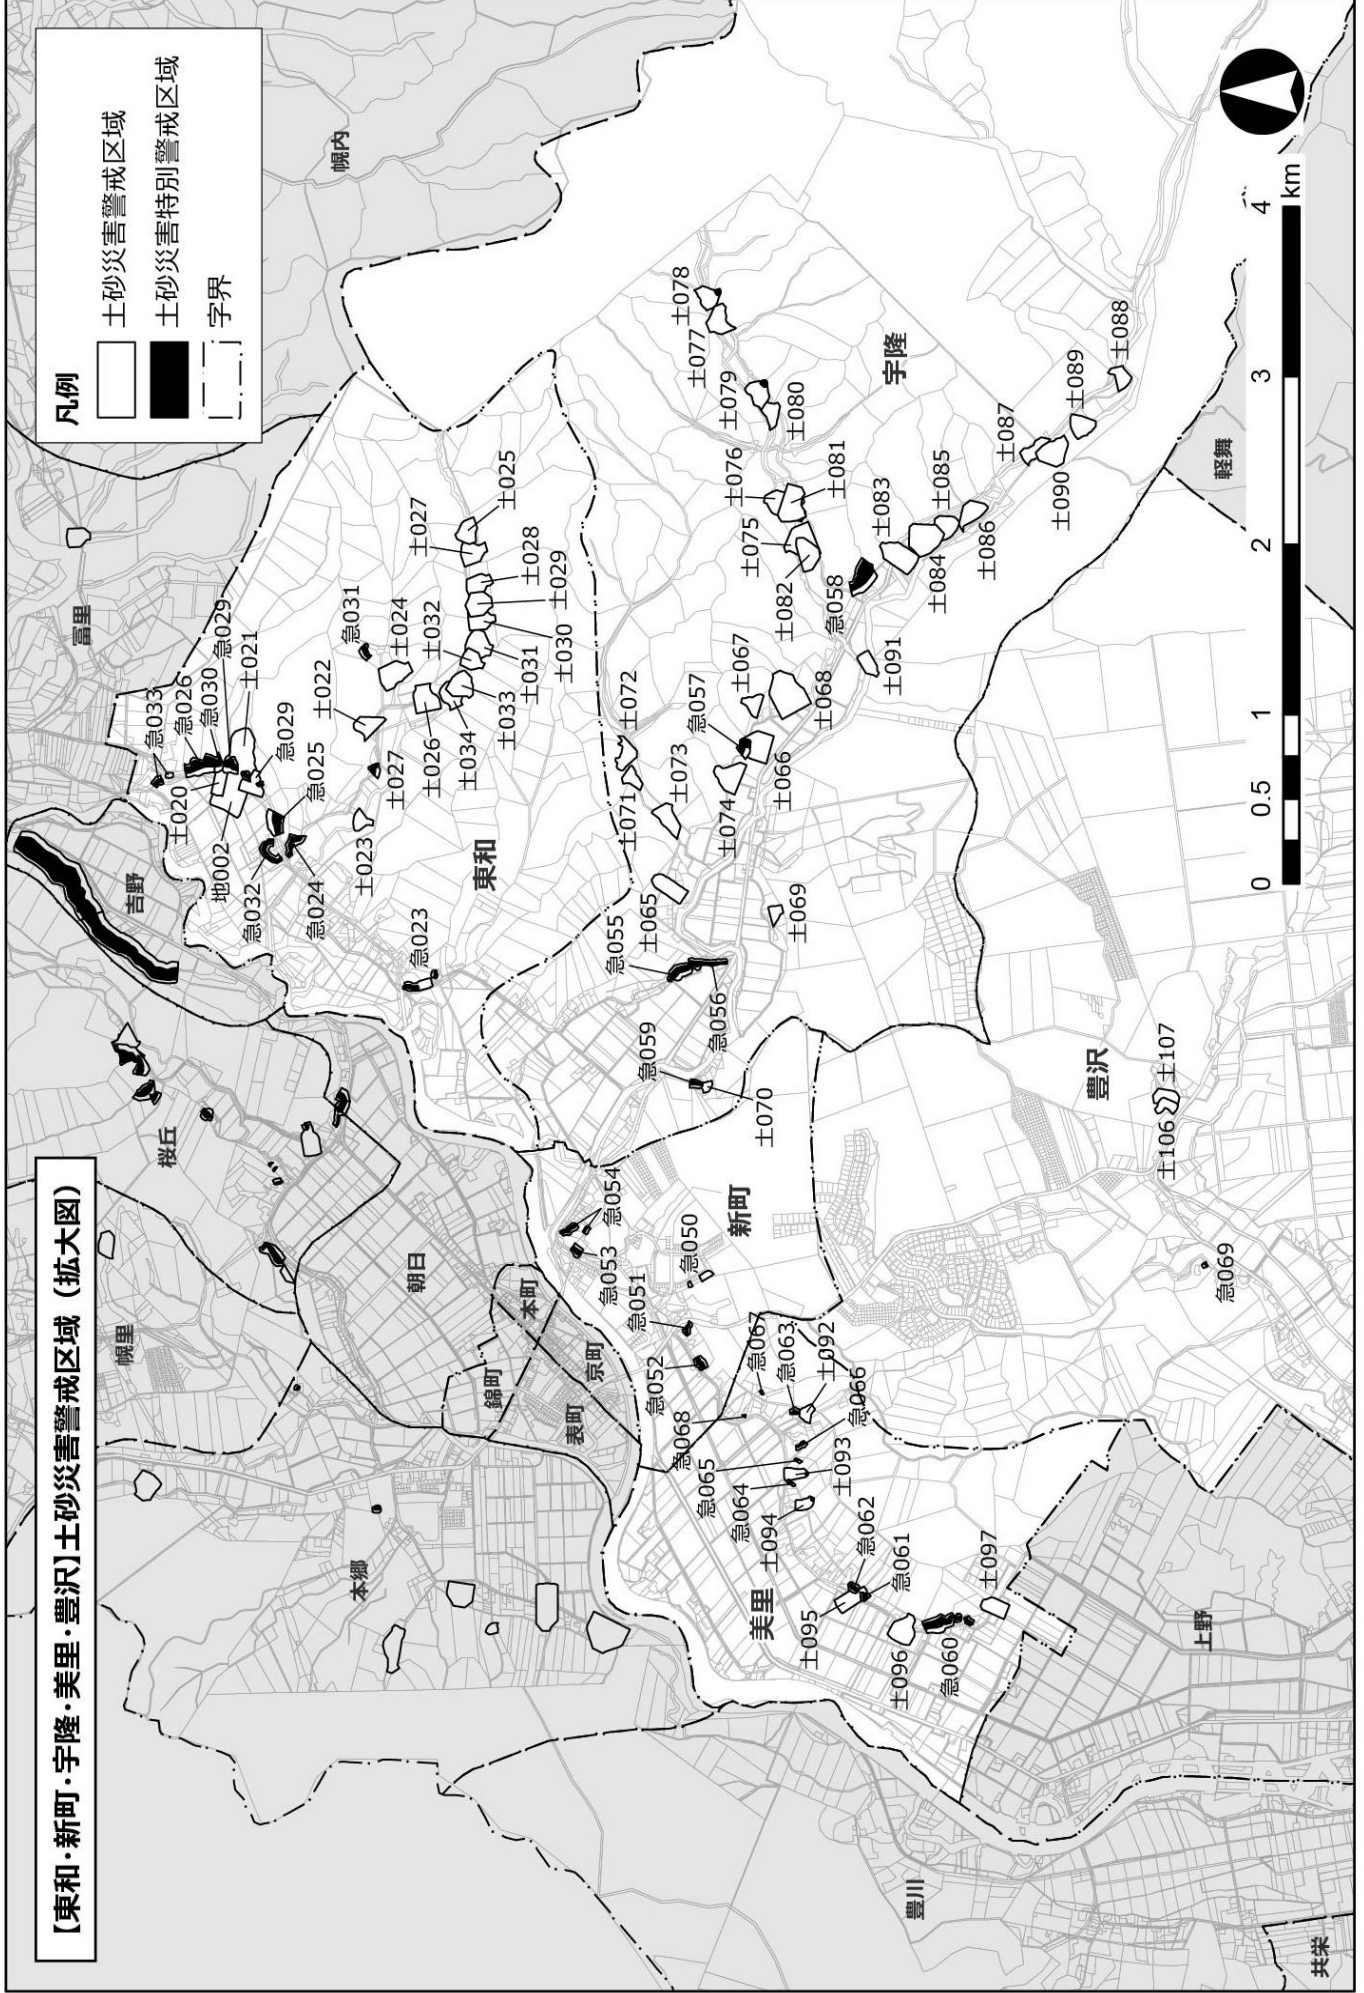 【東和・新町・宇隆・美里・豊沢】土砂災害警戒区域（拡大図）
凡例
土砂災害警戒区域
土砂災害特別警戒区域
字界
幌内
富里
吉野
桜丘
幌里
朝日
本町
錦町
京町
表町
本郷
東和
宇隆
新町
美里
豊沢
軽舞
上野
豊川
共栄
急033
急026
急030
急029
土021
土020
地002
急029
急025
急032
急024
土022
急031
土024
土027
土023
土026
土034
土033
土032
土031
土030
土029
土028
土027
土025
急023
土072
土071
土073
土065
急055
急056
急059
土070
土069
土074
土066
急057
土067
土068
土091
急058
土082
土075
土076
土081
土079
土080
土077
土078
土083
土084
土085
土086
土087
土090
土089
土088
急054
急053
急051
急050
急052
急067
急068
急063
土092
急066
急065
急064
土093
土094
急062
急061
土095
土096
急060
土097
土106
土107
急069
0 0.5 1 2 3 4
km